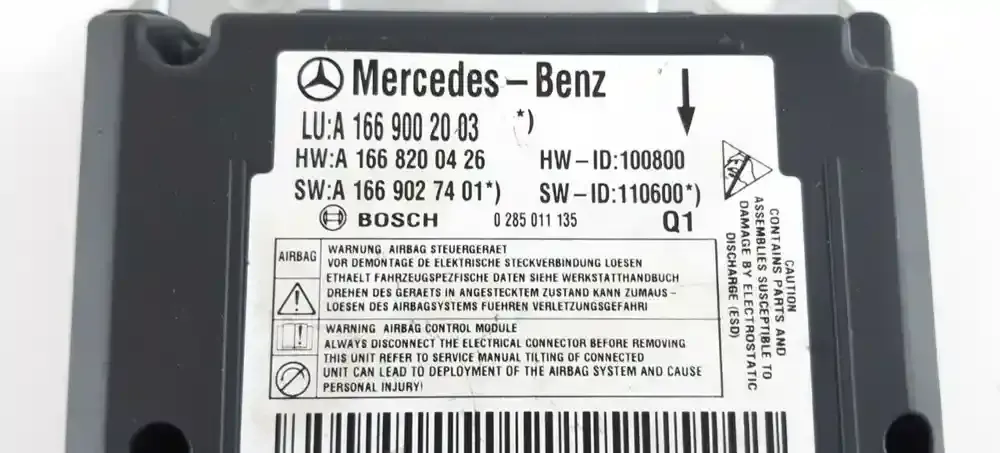 Mercedes-Benz
LU:A 166 900 20 03 *)
HW:A 166 820 04 26 HW-ID:100800
SW:A 166 902 74 01*) SW-ID:110600*)
BOSCH 0 285 011 135 Q1
AIRBAG
WARNUNG. AIRBAG STEUERGERAET
VOR DEMONTAGE DE ELEKTRISCHE STECKVERBINDUNG LOESEN
ETHAELT FAHRZEUGSPEZFISCHE DATEN SIEHE WERKSTATTHANDBUCH
DREHEN DES GERAETS IN ANGESTECKTEM ZUSTAND KANN ZUMAUS-
LOESEN DES AIRBAGSYSTEMS FUEHREN VERLETZUNGSGEFAHR!
WARNING. AIRBAG CONTROL MODULE
ALWAYS DISCONNECT THE ELECTRICAL CONNECTOR BEFORE REMOVING
THIS UNIT REFER TO SERVICE MANUAL TILTING OF CONNECTED
UNIT CAN LEAD TO DEPLOYMENT OF THE AIRBAG SYSTEM AND CAUSE
PERSONAL INJURY!
CAUTION
CONTAINS PARTS AND
ASSEMBLIES SUSCEPTIBLE TO
DAMAGE BY ELECTROSTATIC
DISCHARGE (ESD)